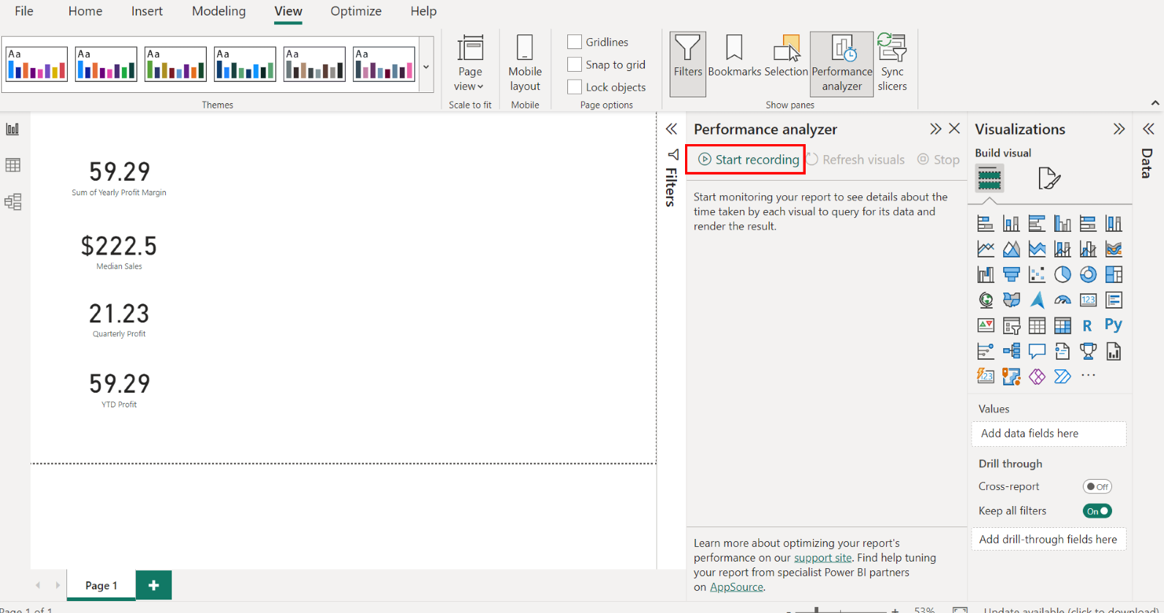 File Home Insert Modeling View Optimize Help
Aa Aa Aa Aa Aa Aa
Page view
Mobile layout
Gridlines
Snap to grid
Lock objects
Filters
Bookmarks
Selection
Performance analyzer
Sync slicers
Themes
Scale to fit
Mobile
Page options
Show panes
59.29
Sum of Yearly Profit Margin
$222.5
Median Sales
21.23
Quarterly Profit
59.29
YTD Profit
Filters
Performance analyzer
Start recording
Refresh visuals
Stop
Start monitoring your report to see details about the
time taken by each visual to query for its data and
render the result.
Learn more about optimizing your report's
performance on our support site. Find help tuning
your report from specialist Power BI partners
on AppSource.
Visualizations
Build visual
123
R
Py
123
Values
Add data fields here
Drill through
Cross-report
Off
Keep all filters
On
Add drill-through fields here
Data
Page 1
+
Page 1 of 1
- + 53%
Update available (click to download)